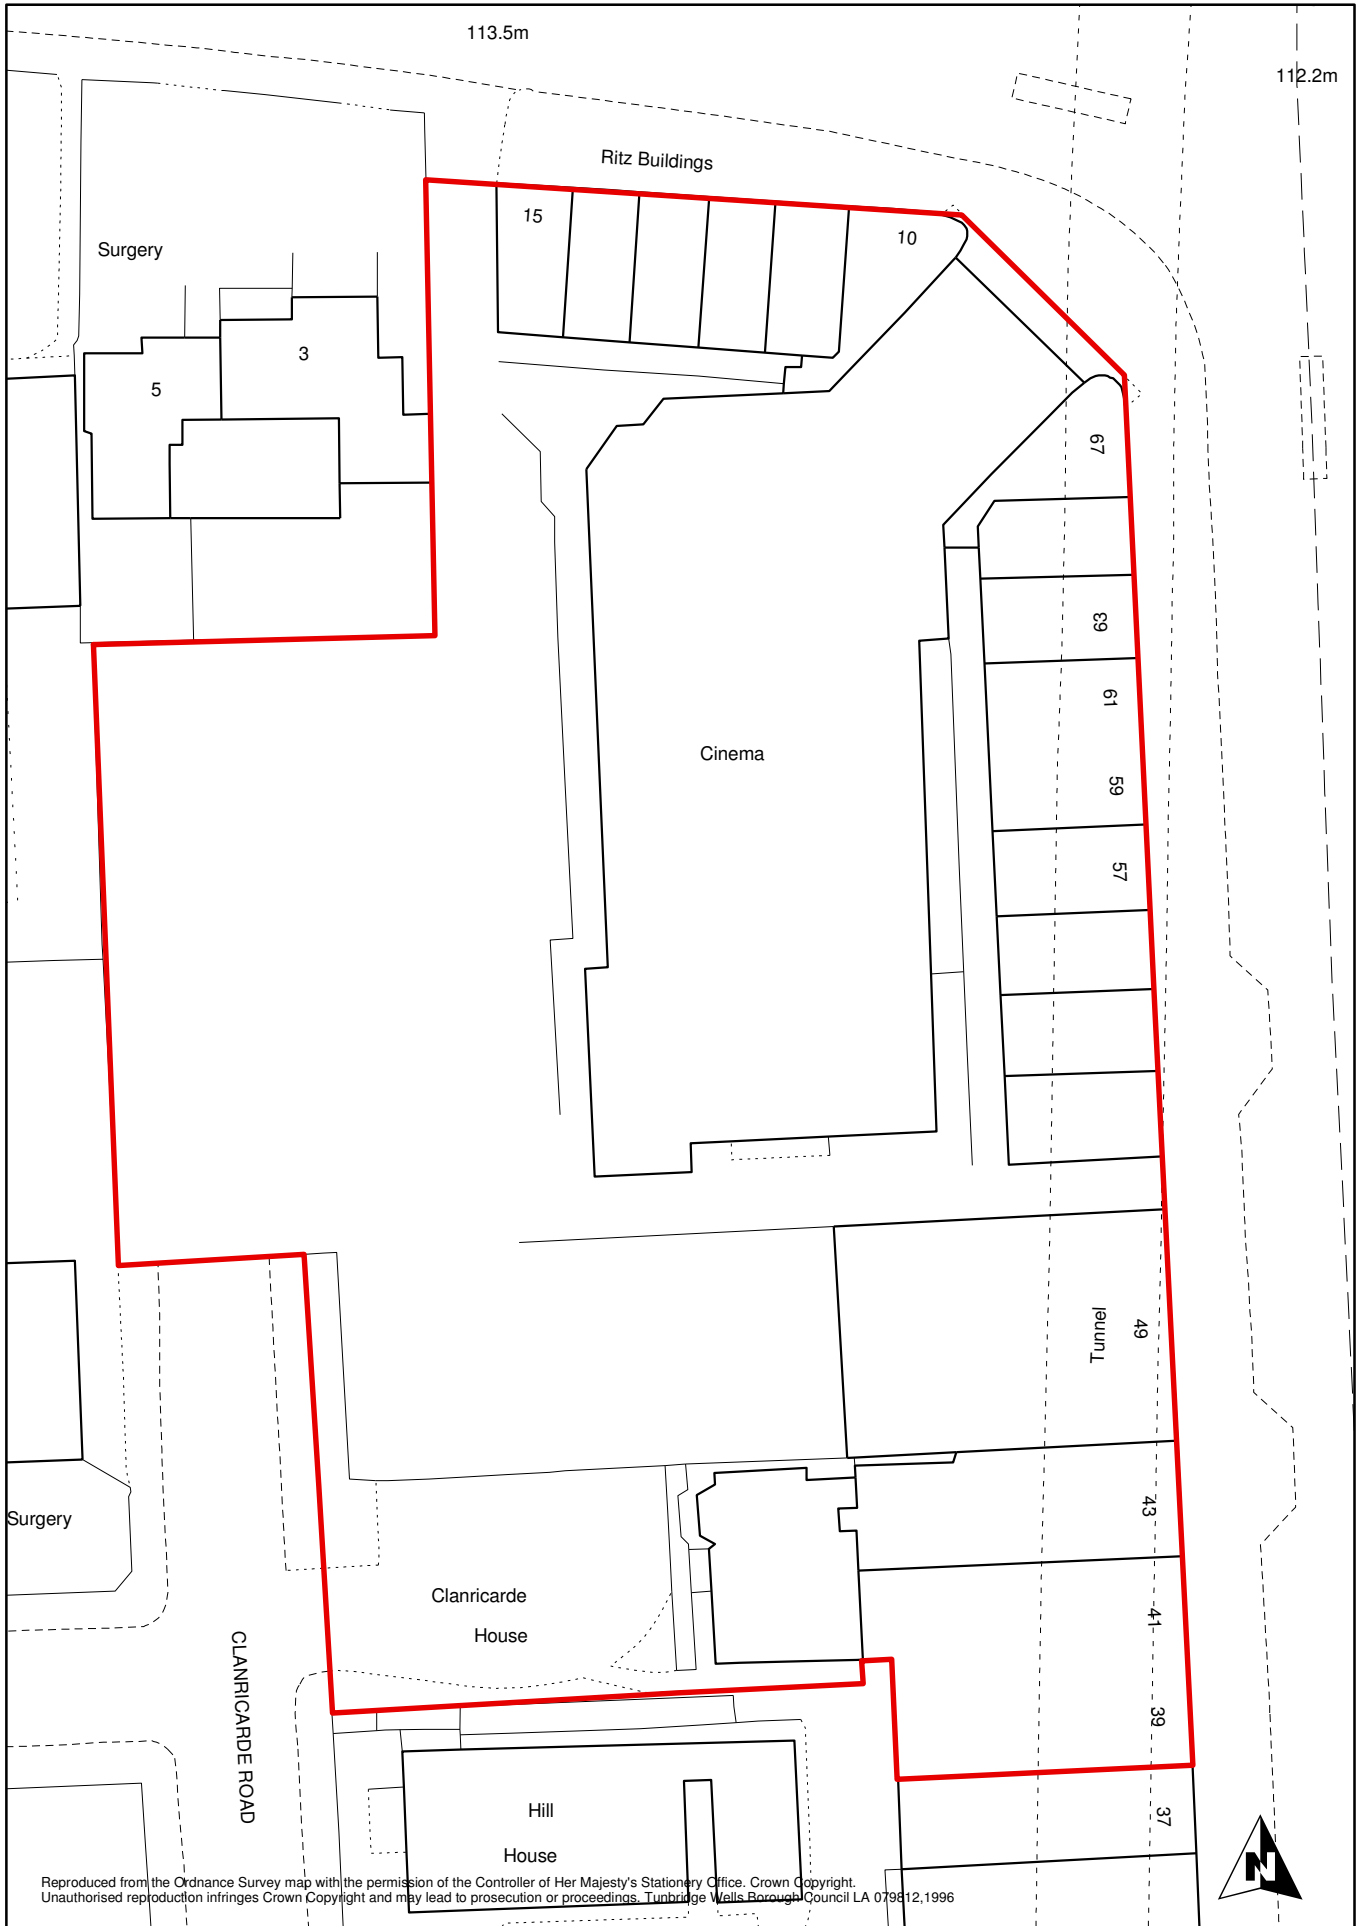 113.5m
112.2m
Ritz Buildings
15
10
Surgery
3
5
67
63
61
59
57
Cinema
Tunnel
49
43
Surgery
Clanricarde
House
41
CLANRICARDE ROAD
39
Hill
House
37
N
Reproduced from the Ordnance Survey map with the permission of the Controller of Her Majesty's Stationery Office. Crown Copyright.
Unauthorised reproduction infringes Crown Copyright and may lead to prosecution or proceedings. Tunbridge Wells Borough Council LA 079812,1996